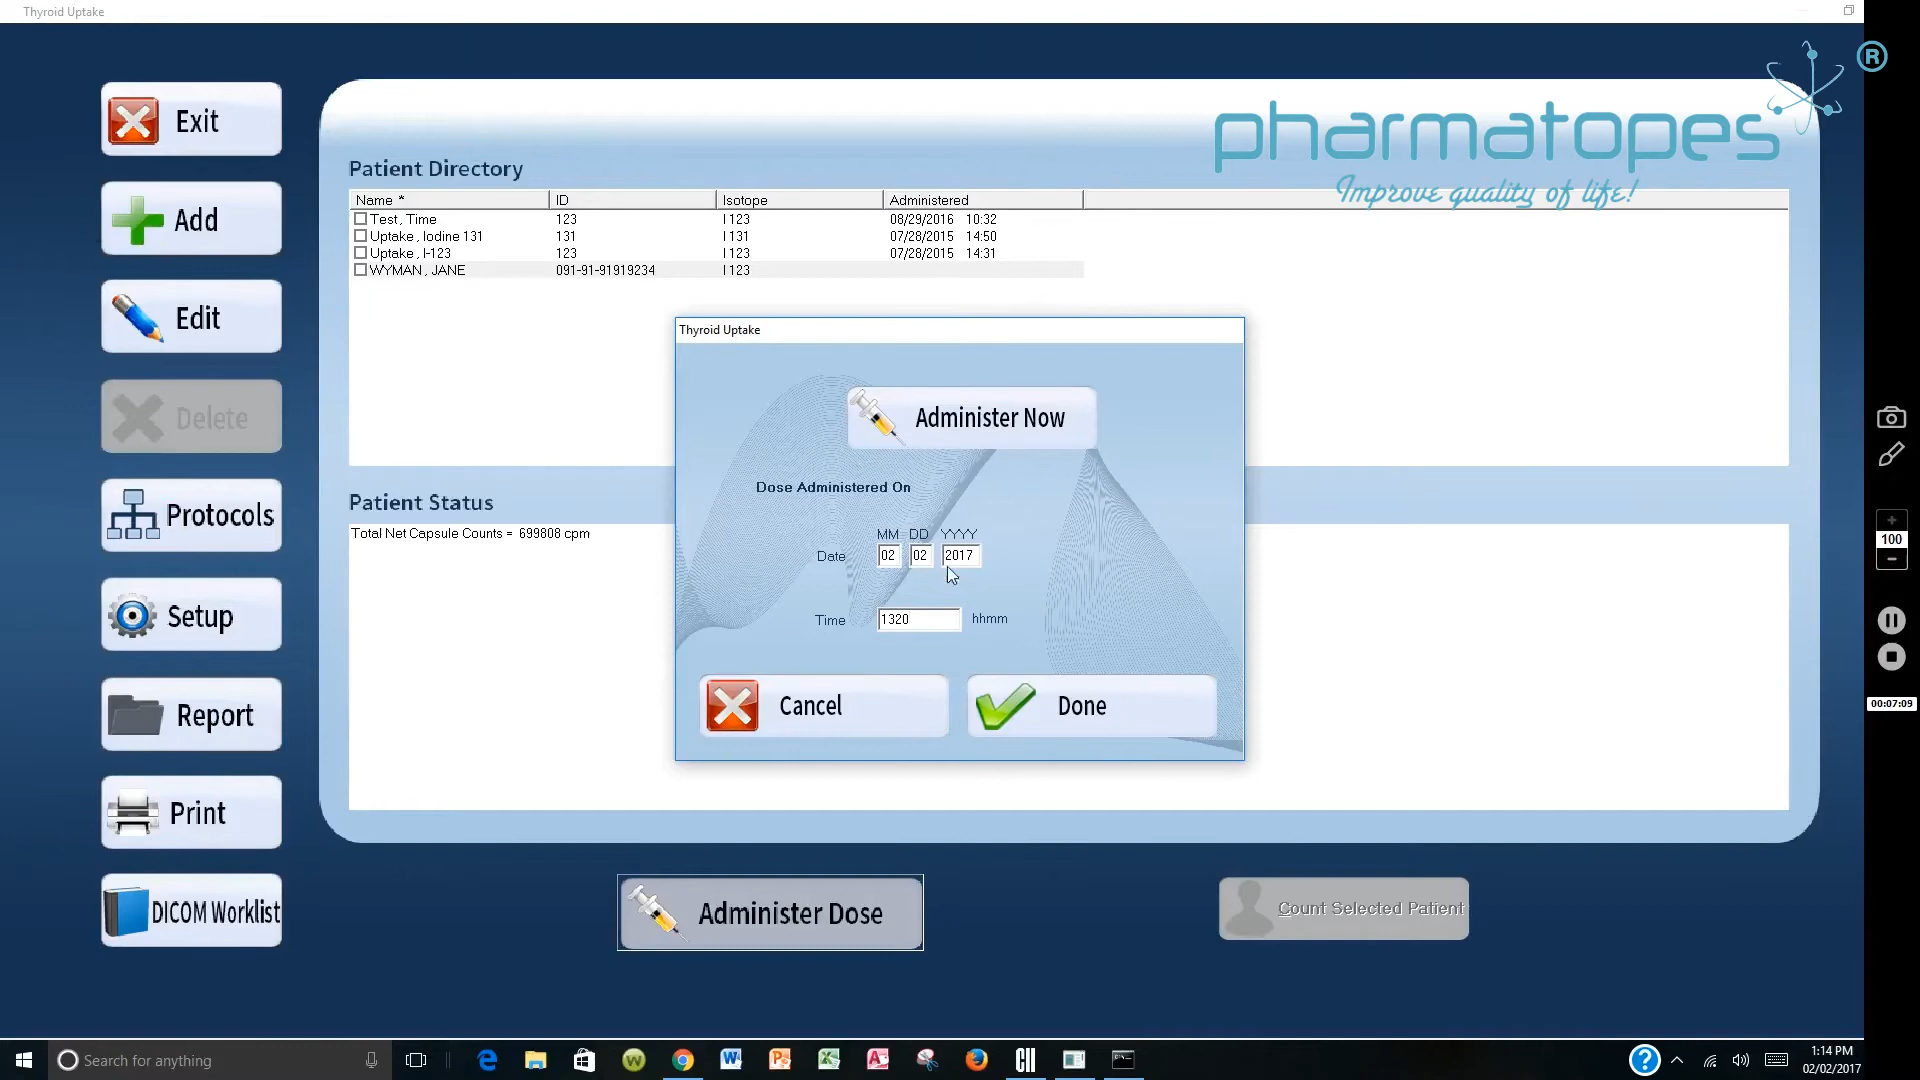 Thyroid Uptake
®
pharmatopes
Improve quality of life!
Exit
Add
Edit
Delete
Protocols
Setup
Report
Print
DICOM Worklist
Patient Directory
Name * ID Isotope Administered
Test , Time 123 I 123 08/29/2016 10:32
Uptake , Iodine 131 131 I 131 07/28/2015 14:50
Uptake , I-123 123 I 123 07/28/2015 14:31
WYMAN , JANE 091-91-91919234 I 123
Patient Status
Total Net Capsule Counts = 699808 cpm
Thyroid Uptake
Administer Now
Dose Administered On
MM DD YYYY
Date 02 02 2017
Time 1320 hhmm
Cancel Done
Administer Dose
Count Selected Patient
100
00:07:09
Search for anything
1:14 PM
02/02/2017